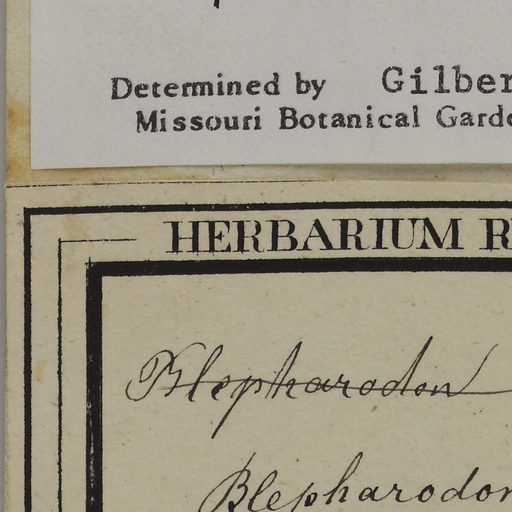 Determined by Gilber
Missouri Botanical Garde
HERBARIUM R
Blepharodon
Blepharodon